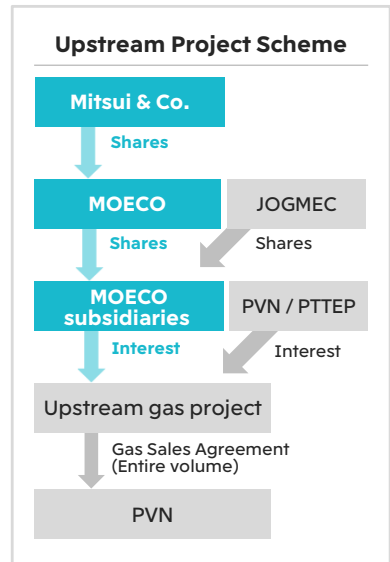 Upstream Project Scheme
Mitsui & Co.
Shares
MOECO
JOGMEC
Shares
Shares
MOECO
subsidiaries
PVN / PTTEP
Interest
Interest
Upstream gas project
Gas Sales Agreement
(Entire volume)
PVN